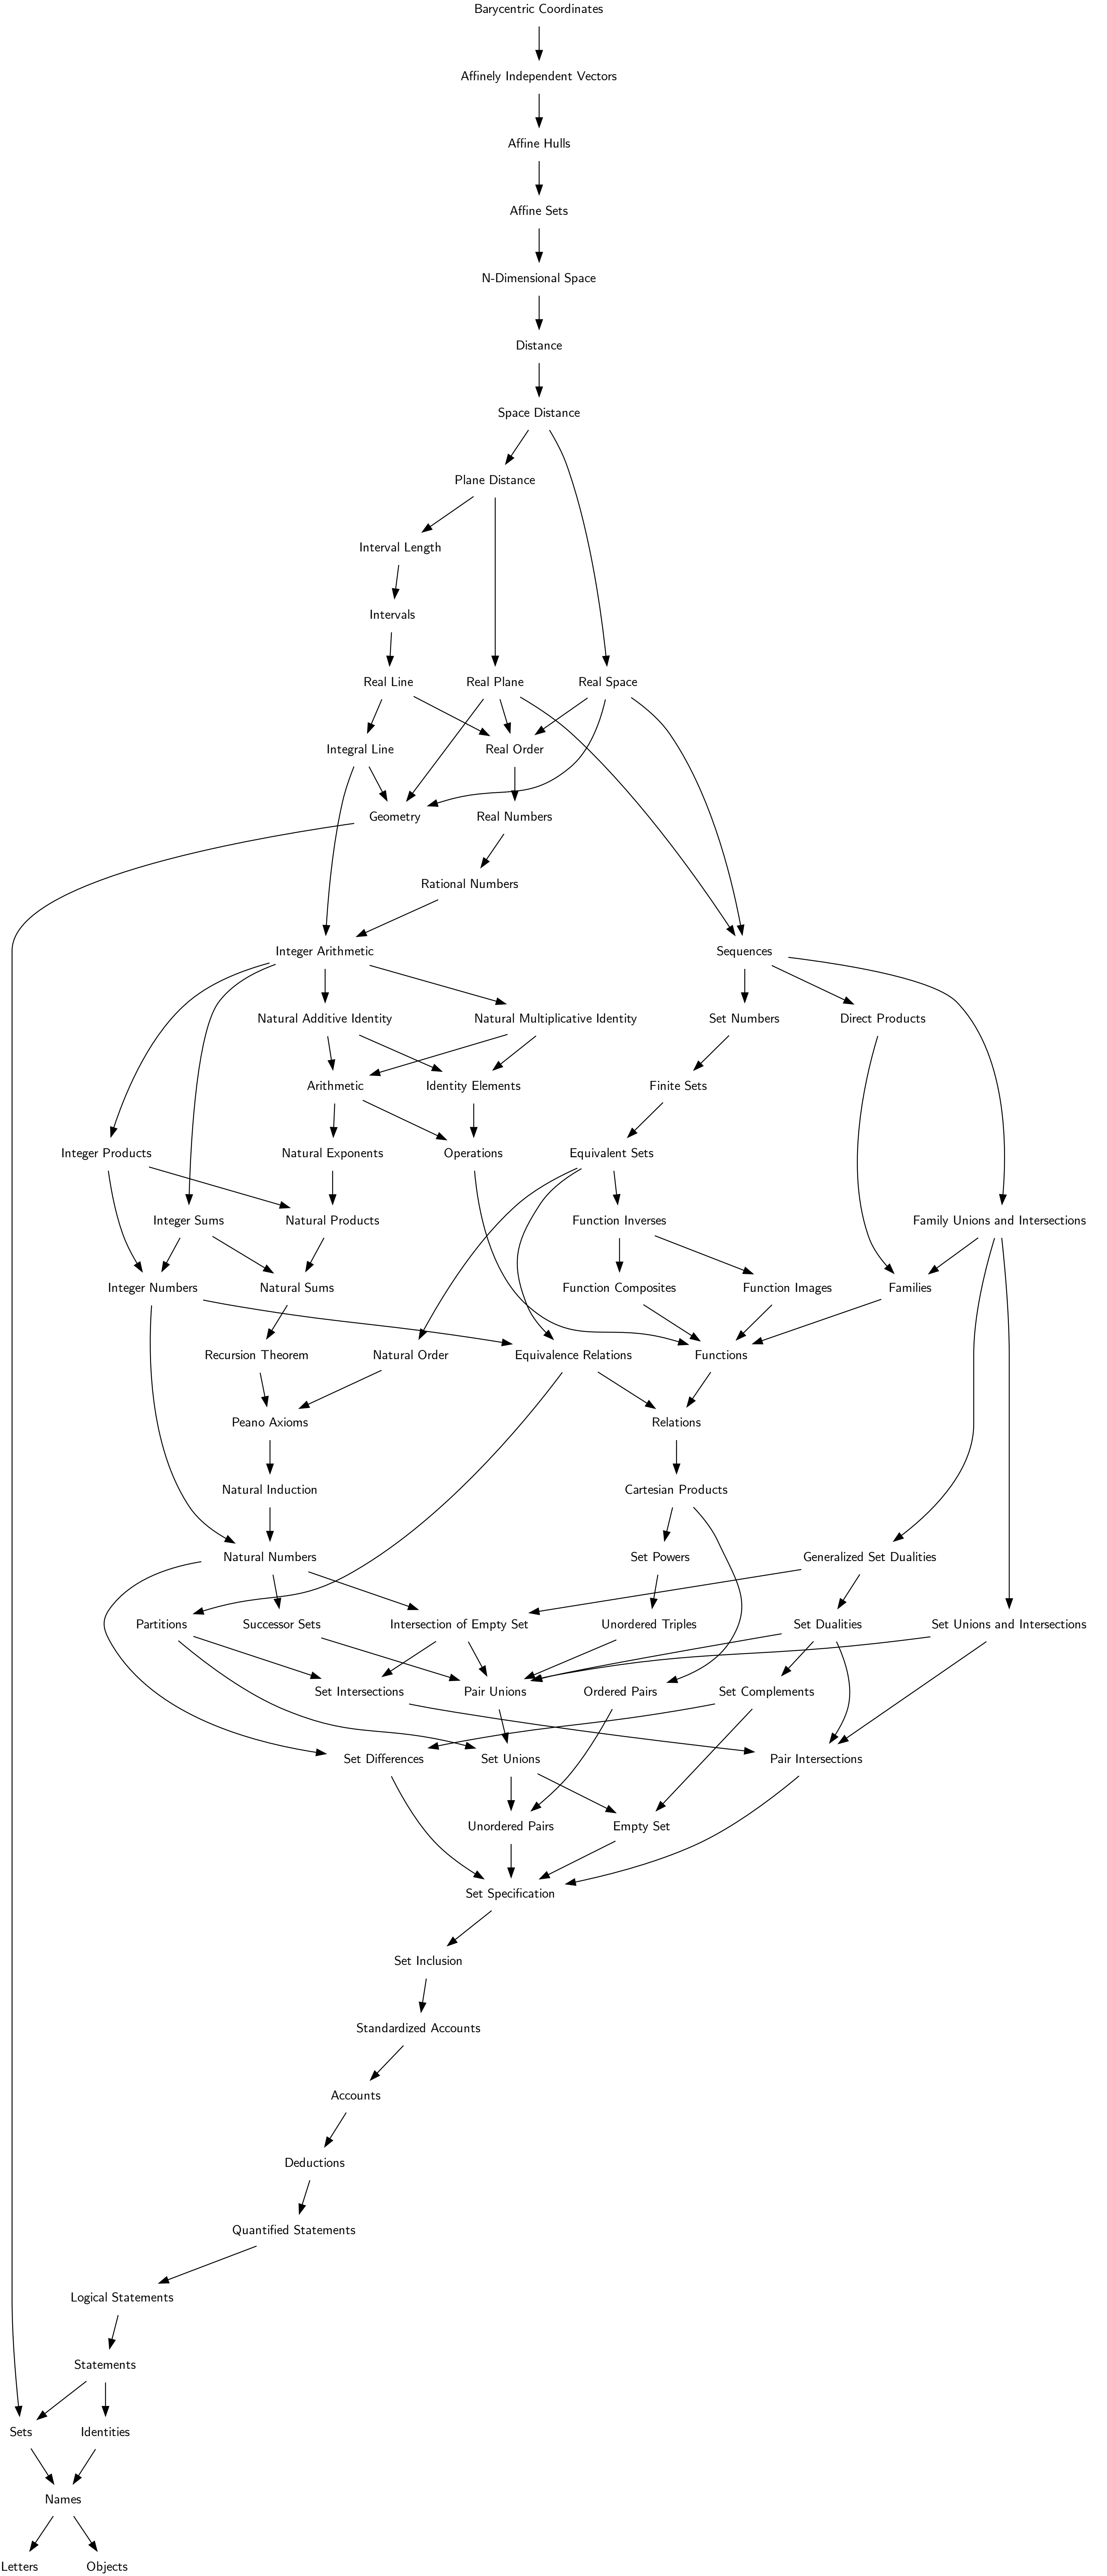 Barycentric Coordinates
Affinely Independent Vectors
Affine Hulls
Affine Sets
N-Dimensional Space
Distance
Space Distance
Plane Distance
Interval Length
Intervals
Real Line
Real Plane
Real Space
Integral Line
Real Order
Geometry
Real Numbers
Rational Numbers
Integer Arithmetic
Sequences
Natural Additive Identity
Natural Multiplicative Identity
Set Numbers
Direct Products
Arithmetic
Identity Elements
Finite Sets
Integer Products
Natural Exponents
Operations
Equivalent Sets
Integer Sums
Natural Products
Function Inverses
Family Unions and Intersections
Integer Numbers
Natural Sums
Function Composites
Function Images
Families
Recursion Theorem
Natural Order
Equivalence Relations
Functions
Peano Axioms
Relations
Natural Induction
Cartesian Products
Natural Numbers
Set Powers
Generalized Set Dualities
Partitions
Successor Sets
Intersection of Empty Set
Unordered Triples
Set Dualities
Set Unions and Intersections
Set Intersections
Pair Unions
Ordered Pairs
Set Complements
Set Differences
Set Unions
Pair Intersections
Unordered Pairs
Empty Set
Set Specification
Set Inclusion
Standardized Accounts
Accounts
Deductions
Quantified Statements
Logical Statements
Statements
Sets
Identities
Names
Letters
Objects